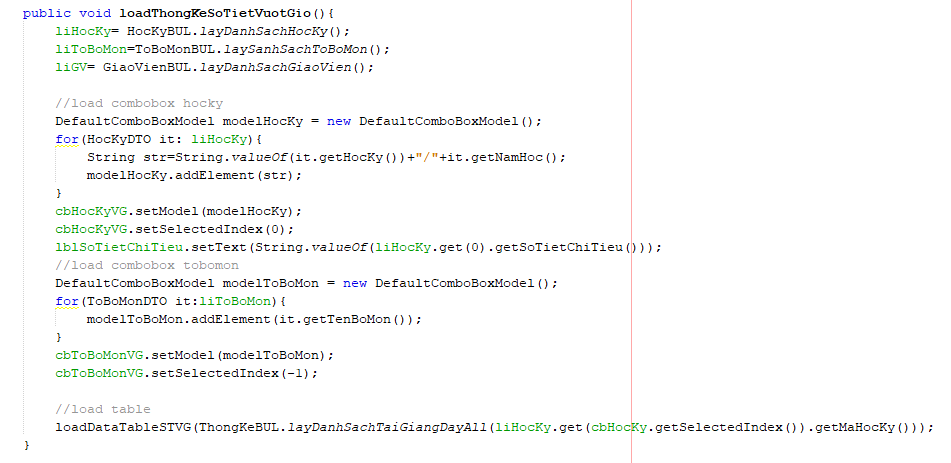 public void loadThongKeSoTietVuotGio(){
liHocKy= HocKyBUL.layDanhSachHocKy();
liToBoMon=ToBoMonBUL.laySanhSachToBoMon();
liGV= GiaoVienBUL.layDanhSachGiaoVien();
//load combobox hocky
DefaultComboBoxModel modelHocKy = new DefaultComboBoxModel();
for(HocKyDTO it: liHocKy){
String str=String.valueOf(it.getHocKy())+"/"+it.getNamHoc();
modelHocKy.addElement(str);
}
cbHocKyVG.setModel(modelHocKy);
cbHocKyVG.setSelectedIndex(0);
lblSoTietChiTieu.setText(String.valueOf(liHocKy.get(0).getSoTietChiTieu()));
//load combobox tobomon
DefaultComboBoxModel modelToBoMon = new DefaultComboBoxModel();
for(ToBoMonDTO it:liToBoMon){
modelToBoMon.addElement(it.getTenBoMon());
}
cbToBoMonVG.setModel(modelToBoMon);
cbToBoMonVG.setSelectedIndex(-1);
//load table
loadDataTableSTVG(ThongKeBUL.layDanhSachTaiGiangDayAll(liHocKy.get(cbHocKy.getSelectedIndex()).getMaHocKy()));
}